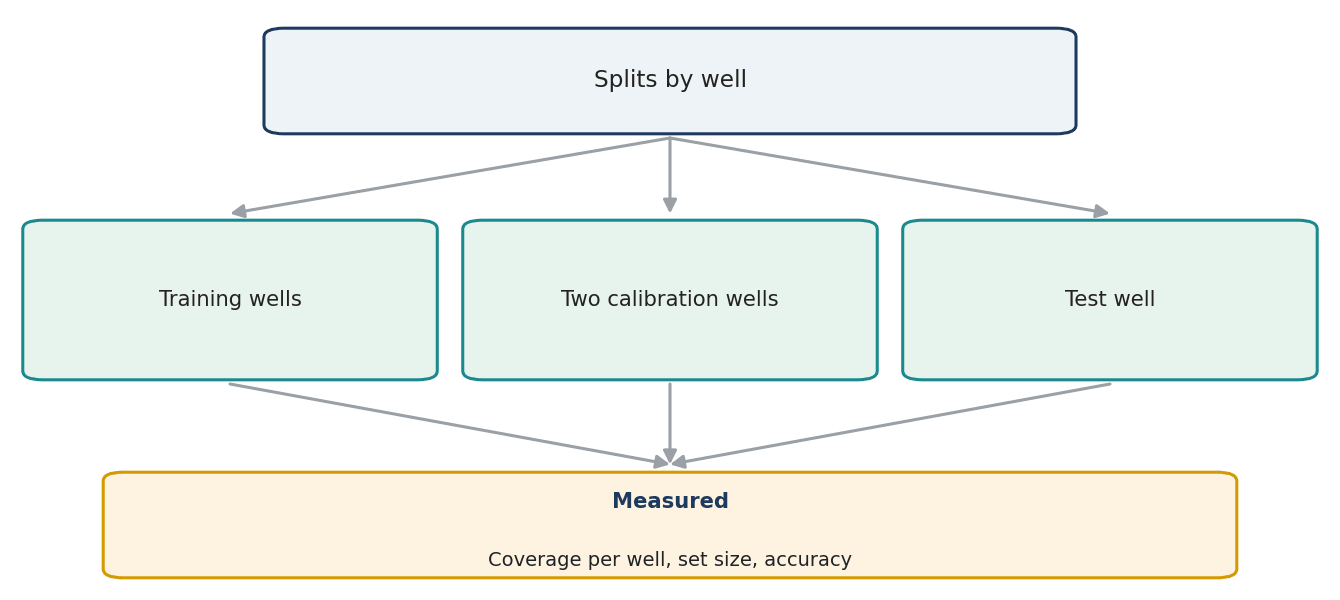 Splits by well
Training wells
Two calibration wells
Test well
Measured
Coverage per well, set size, accuracy